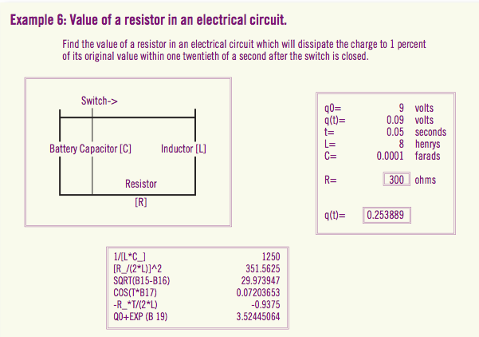 Example 6: Value of a resistor in an electrical circuit.
Find the value of a resistor in an electrical circuit which will dissipate the charge to 1 percent
of its original value within one twentieth of a second after the switch is closed.
Switch->
Battery Capacitor [C] Inductor [L]
Resistor
[R]
q0= 9 volts
q(t)= 0.09 volts
t= 0.05 seconds
L= 8 henrys
C= 0.0001 farads
R= 300 ohms
q(t)= 0.253889
1/[L*C_] 1250
[R_/(2*L)]^2 351.5625
SQRT(B15-B16) 29.973947
COS(T*B17) 0.07203653
-R_*T/(2*L) -0.9375
Q0+EXP (B 19) 3.52445064